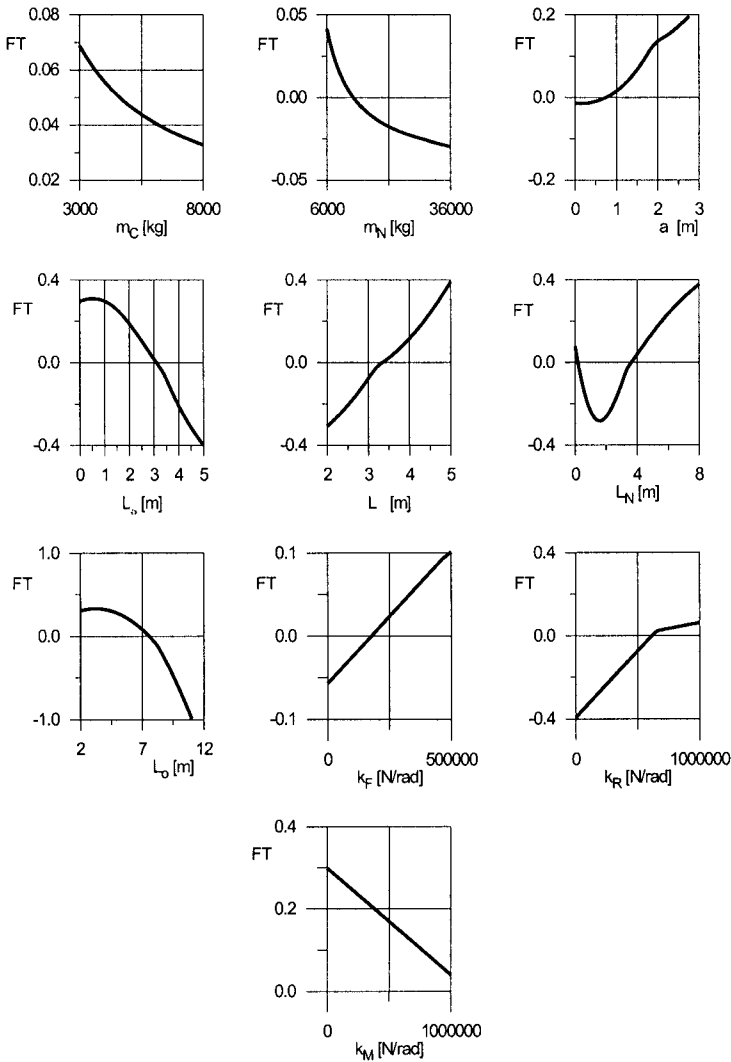 0.08
FT
0.06
0.04
0.02
3000 8000
m_C [kg]
0.05
FT
0.00
-0.05
6000 36000
m_N [kg]
0.2
FT
0.0
-0.2
0 1 2 3
a [m]
0.4
FT
0.0
-0.4
0 1 2 3 4 5
[m]
0.4
FT
0.0
-0.4
2 3 4 5
L [m]
0.4
FT
0.0
-0.4
0 4 8
L_N [m]
1.0
FT
0.0
-1.0
2 7 12
L_o [m]
0.1
FT
0.0
-0.1
0 500000
k_F [N/rad]
0.4
FT
0.0
-0.4
0 1000000
k_R [N/rad]
0.4
FT
0.2
0.0
0 1000000
k_M [N/rad]